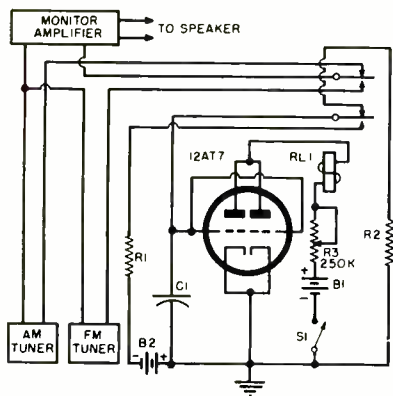 MONITOR
AMPLIFIER
TO SPEAKER
12AT7
RL1
R1
C1
R3
250K
R2
+
B1
-
S1
AM
TUNER
FM
TUNER
B2
-
+